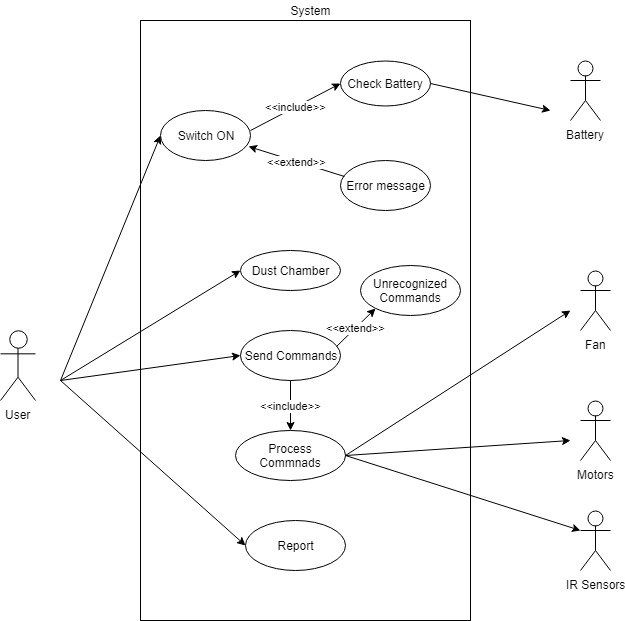 System
Check Battery
<<include>>
Switch ON
Battery
<<extend>>
Error message
Dust Chamber
Unrecognized
Commands
<<extend>>
Fan
Send Commands
User
<<include>>
Process
Commnads
Motors
Report
IR Sensors